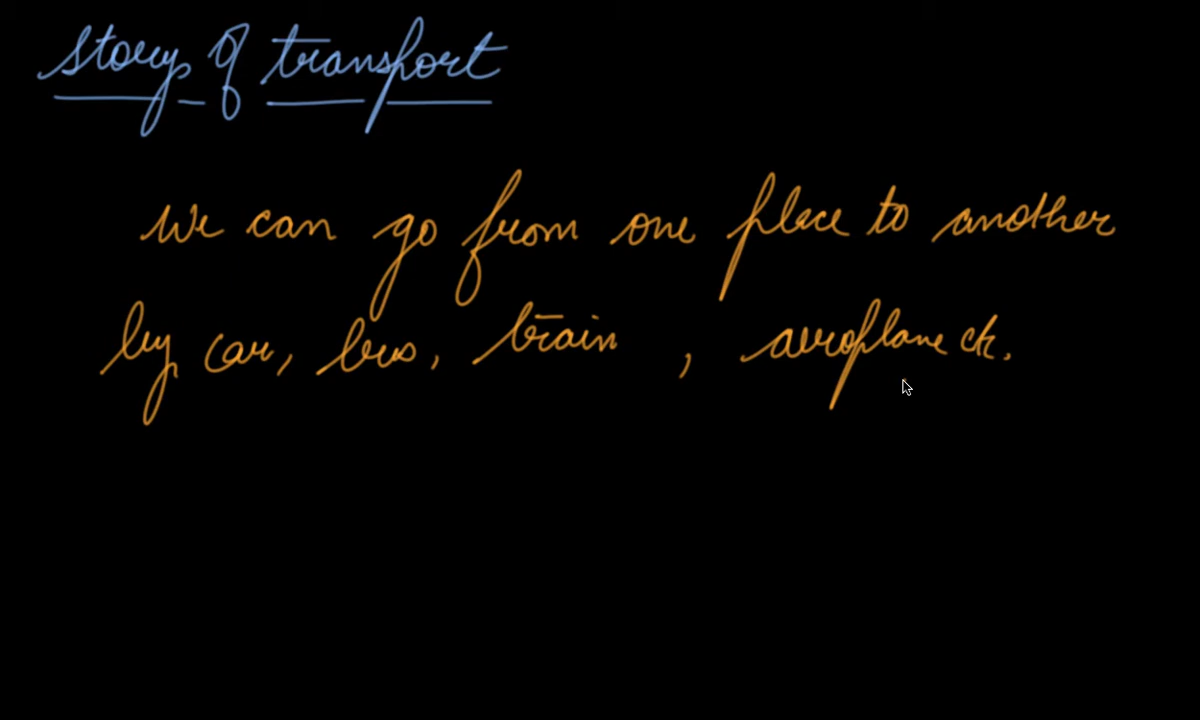 story of transport
we can go from one place to another
by car, bus, train , aeroplane etc.